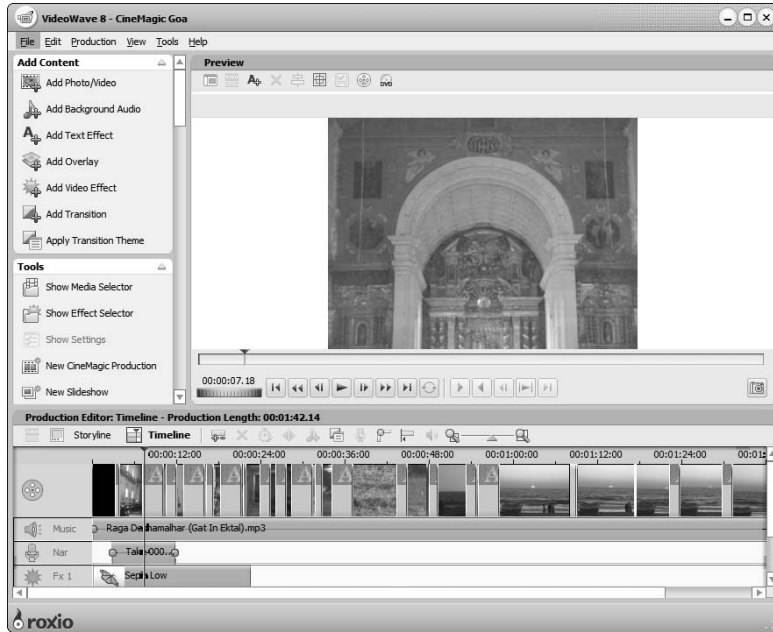 VideoWave 8 - CineMagic Goa
File Edit Production View Tools Help
Add Content
Add Photo/Video
Add Background Audio
Add Text Effect
Add Overlay
Add Video Effect
Add Transition
Apply Transition Theme
Tools
Show Media Selector
Show Effect Selector
Show Settings
New CineMagic Production
New Slideshow
Preview
DVD
00:00:07.18
Production Editor: Timeline - Production Length: 00:01:42.14
Storyline Timeline
00:00:12:00 00:00:24:00 00:00:36:00 00:00:48:00 00:01:00:00 00:01:12:00 00:01:24:00
Music Raga Deshamalhar (Gat In Ektal).mp3
Nar Take-000...
Fx 1 Sepia Low
roxio